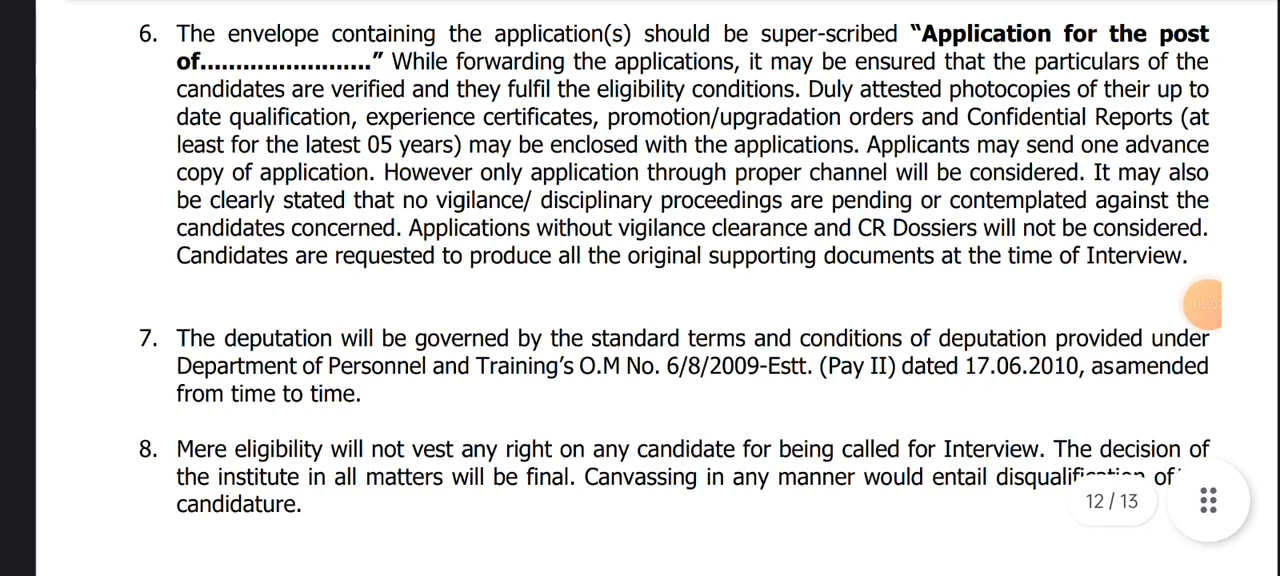 6. The envelope containing the application(s) should be super-scribed “Application for the post
of........................” While forwarding the applications, it may be ensured that the particulars of the
candidates are verified and they fulfil the eligibility conditions. Duly attested photocopies of their up to
date qualification, experience certificates, promotion/upgradation orders and Confidential Reports (at
least for the latest 05 years) may be enclosed with the applications. Applicants may send one advance
copy of application. However only application through proper channel will be considered. It may also
be clearly stated that no vigilance/ disciplinary proceedings are pending or contemplated against the
candidates concerned. Applications without vigilance clearance and CR Dossiers will not be considered.
Candidates are requested to produce all the original supporting documents at the time of Interview.
7. The deputation will be governed by the standard terms and conditions of deputation provided under
Department of Personnel and Training’s O.M No. 6/8/2009-Estt. (Pay II) dated 17.06.2010, asamended
from time to time.
8. Mere eligibility will not vest any right on any candidate for being called for Interview. The decision of
the institute in all matters will be final. Canvassing in any manner would entail disqualification of
candidature.
12 / 13